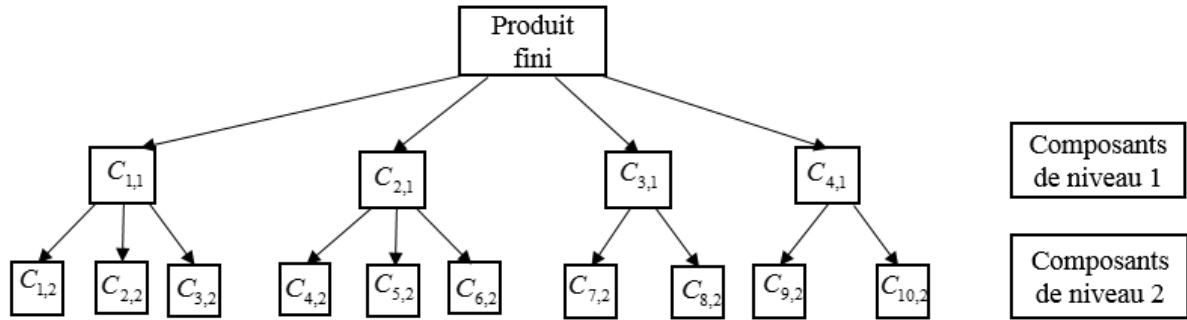 Produit
fini
C1,1
C2,1
C3,1
C4,1
Composants
de niveau 1
C1,2
C2,2
C3,2
C4,2
C5,2
C6,2
C7,2
C8,2
C9,2
C10,2
Composants
de niveau 2